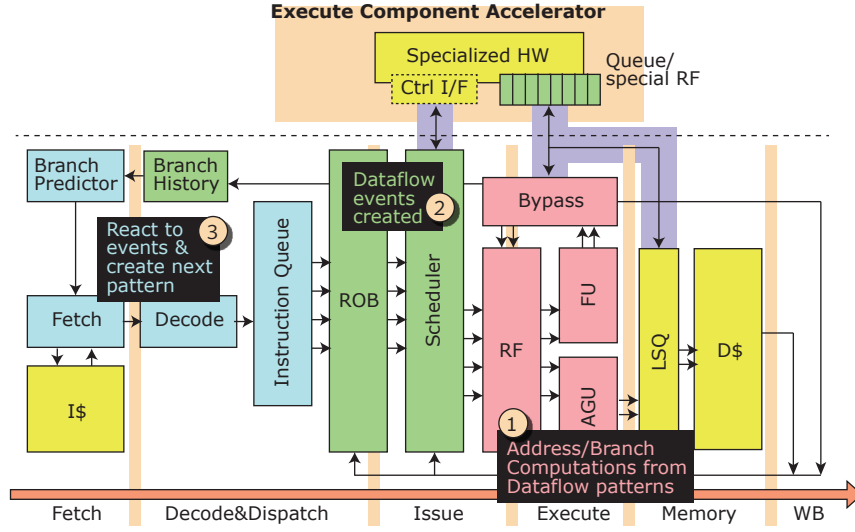 Execute Component Accelerator
Specialized HW
Ctrl I/F
Queue/
special RF
Branch
Predictor
Branch
History
Dataflow
events
created
2
Bypass
React to
events &
create next
pattern
3
Instruction Queue
ROB
Scheduler
Fetch
Decode
I$
RF
FU
AGU
LSQ
D$
1
Address/Branch
Computations from
Dataflow patterns
Fetch
Decode&Dispatch
Issue
Execute
Memory
WB